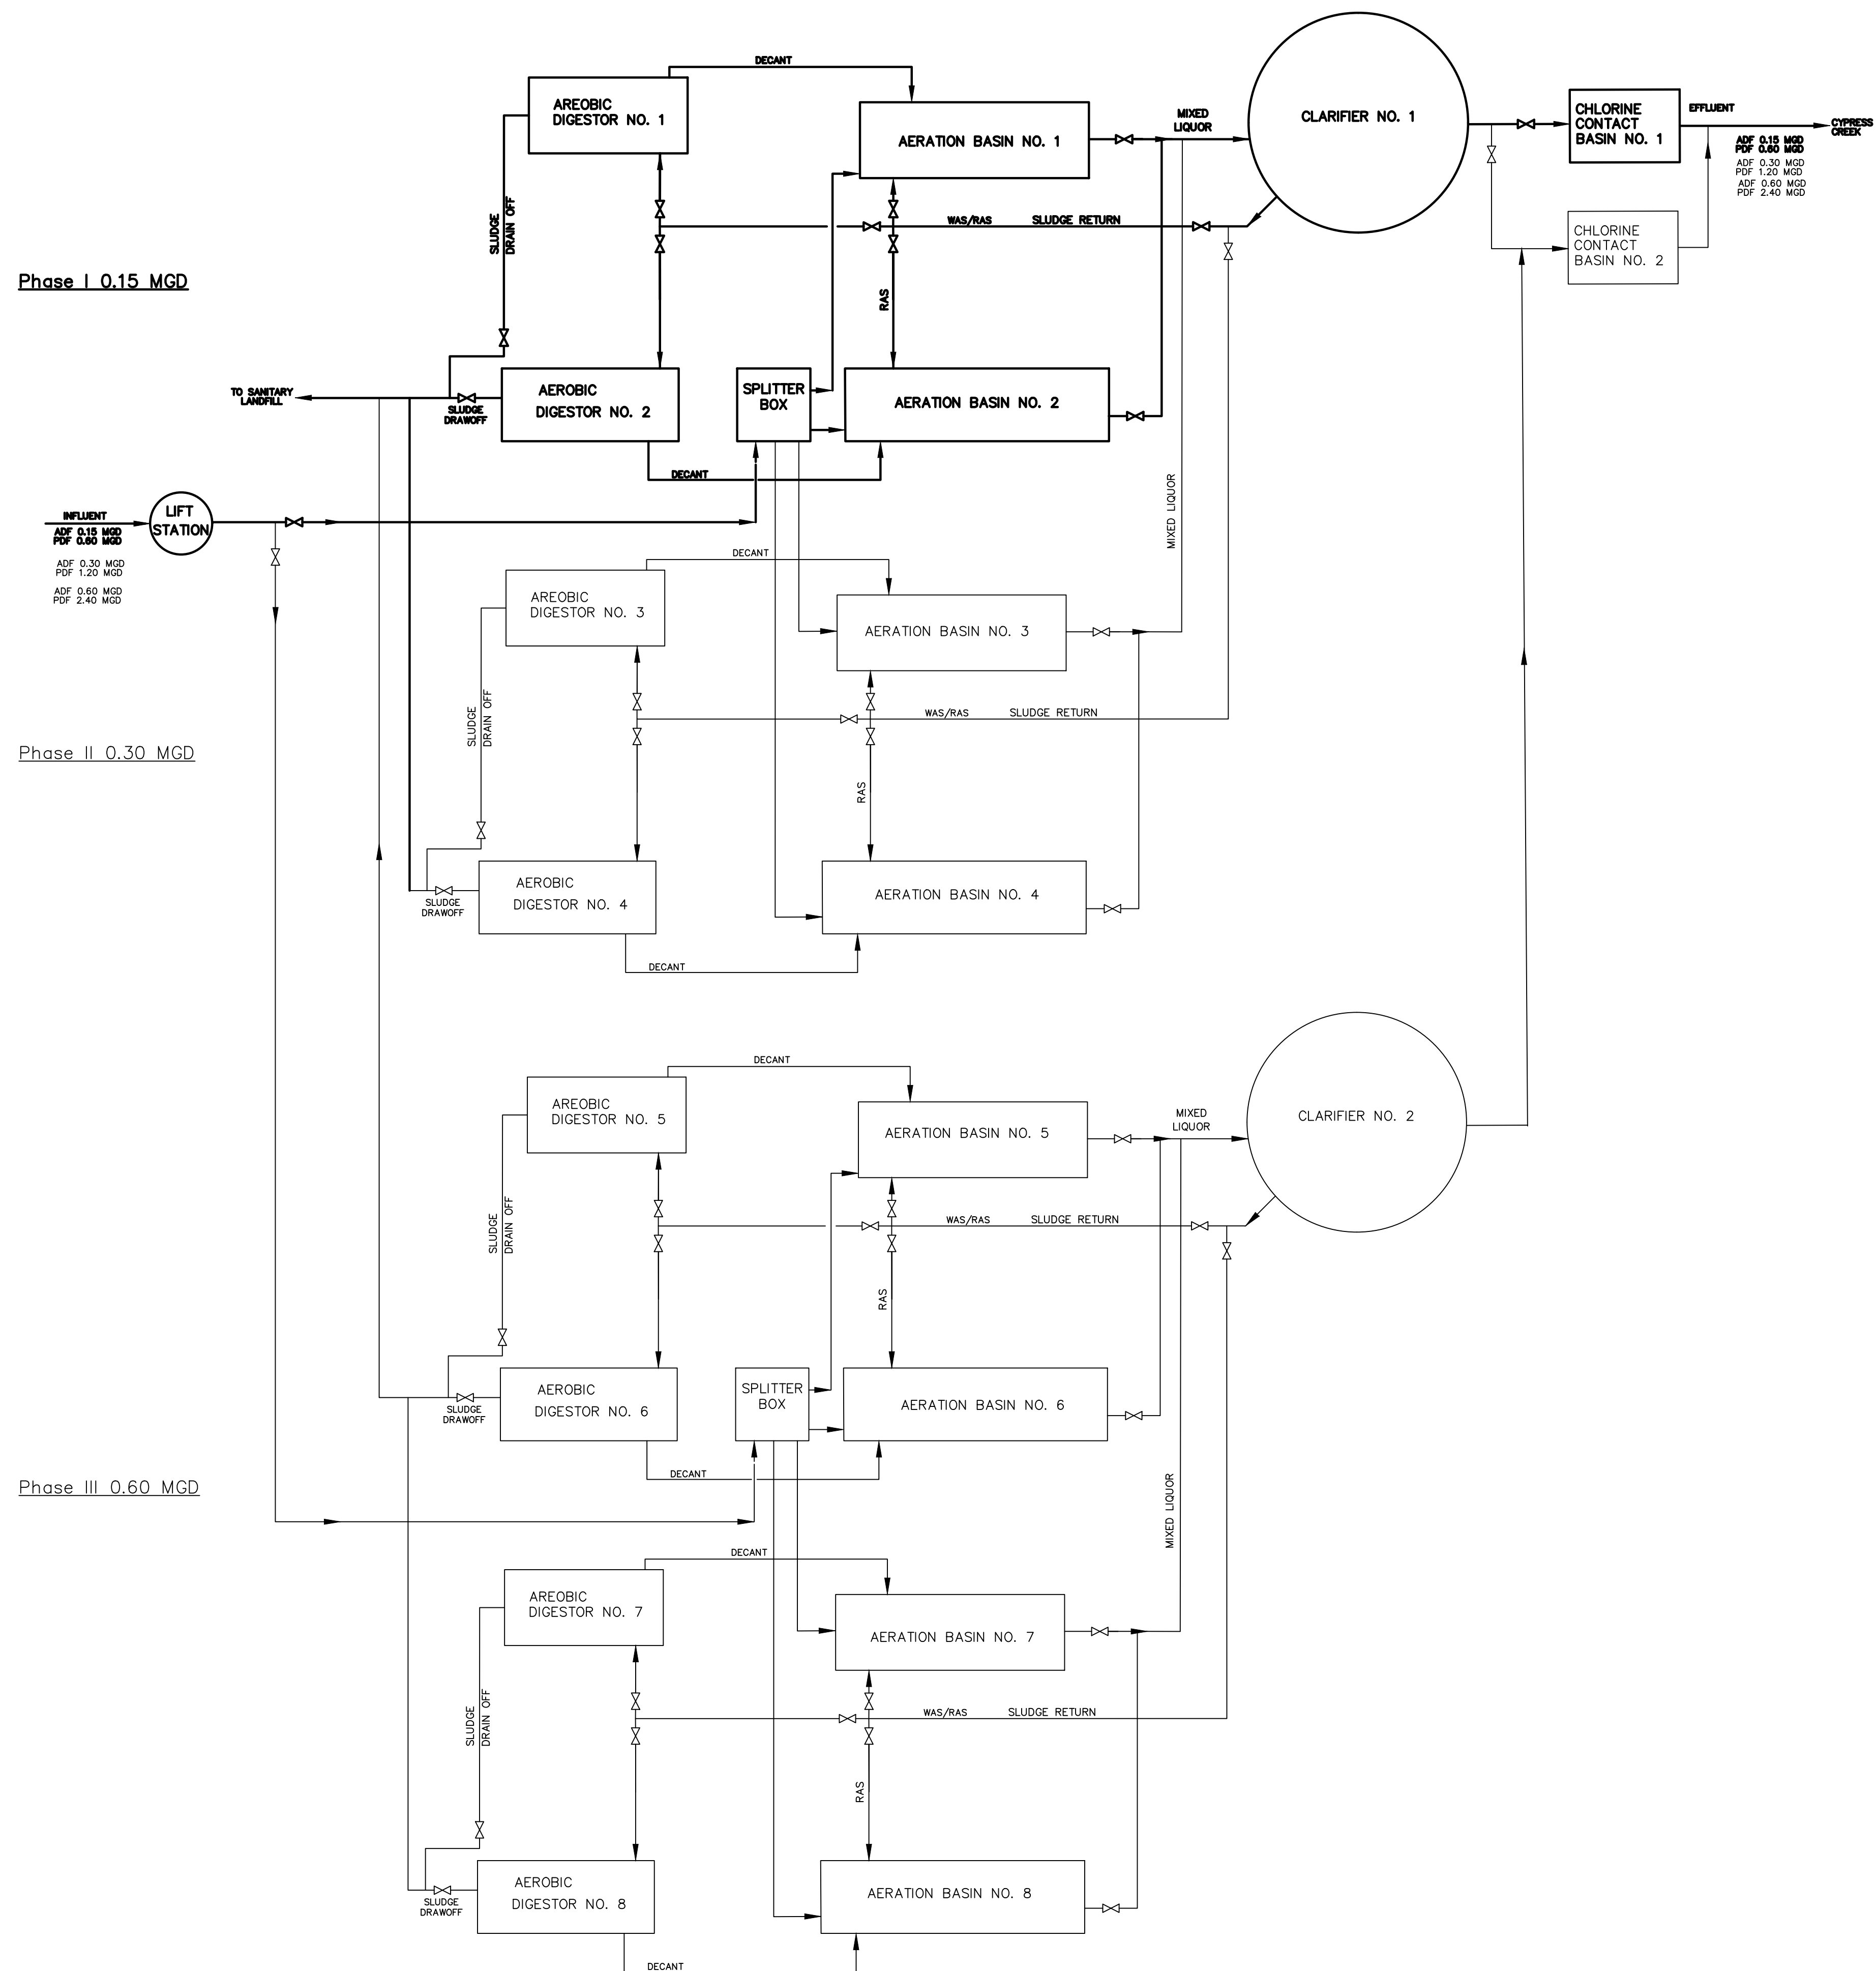 DECANT
AREOBIC
DIGESTOR NO. 1
AERATION BASIN NO. 1
MIXED
LIQUOR
CLARIFIER NO. 1
CHLORINE
CONTACT
BASIN NO. 1
EFFLUENT
CYPRESS
CREEK
ADF 0.15 MGD
PDF 0.60 MGD
ADF 0.30 MGD
PDF 1.20 MGD
ADF 0.60 MGD
PDF 2.40 MGD
SLUDGE
DRAIN OFF
WAS/RAS
SLUDGE RETURN
CHLORINE
CONTACT
BASIN NO. 2
Phase I 0.15 MGD
RAS
TO SANITARY
LANDFILL
SLUDGE
DRAWOFF
AEROBIC
DIGESTOR NO. 2
SPLITTER
BOX
AERATION BASIN NO. 2
DECANT
MIXED LIQUOR
INFLUENT
ADF 0.15 MGD
PDF 0.60 MGD
ADF 0.30 MGD
PDF 1.20 MGD
ADF 0.60 MGD
PDF 2.40 MGD
LIFT
STATION
DECANT
AREOBIC
DIGESTOR NO. 3
AERATION BASIN NO. 3
SLUDGE
DRAIN OFF
WAS/RAS
SLUDGE RETURN
Phase II 0.30 MGD
RAS
SLUDGE
DRAWOFF
AEROBIC
DIGESTOR NO. 4
AERATION BASIN NO. 4
DECANT
DECANT
AREOBIC
DIGESTOR NO. 5
AERATION BASIN NO. 5
MIXED
LIQUOR
CLARIFIER NO. 2
SLUDGE
DRAIN OFF
WAS/RAS
SLUDGE RETURN
RAS
SLUDGE
DRAWOFF
AEROBIC
DIGESTOR NO. 6
SPLITTER
BOX
AERATION BASIN NO. 6
DECANT
MIXED LIQUOR
Phase III 0.60 MGD
DECANT
AREOBIC
DIGESTOR NO. 7
AERATION BASIN NO. 7
SLUDGE
DRAIN OFF
WAS/RAS
SLUDGE RETURN
RAS
SLUDGE
DRAWOFF
AEROBIC
DIGESTOR NO. 8
AERATION BASIN NO. 8
DECANT